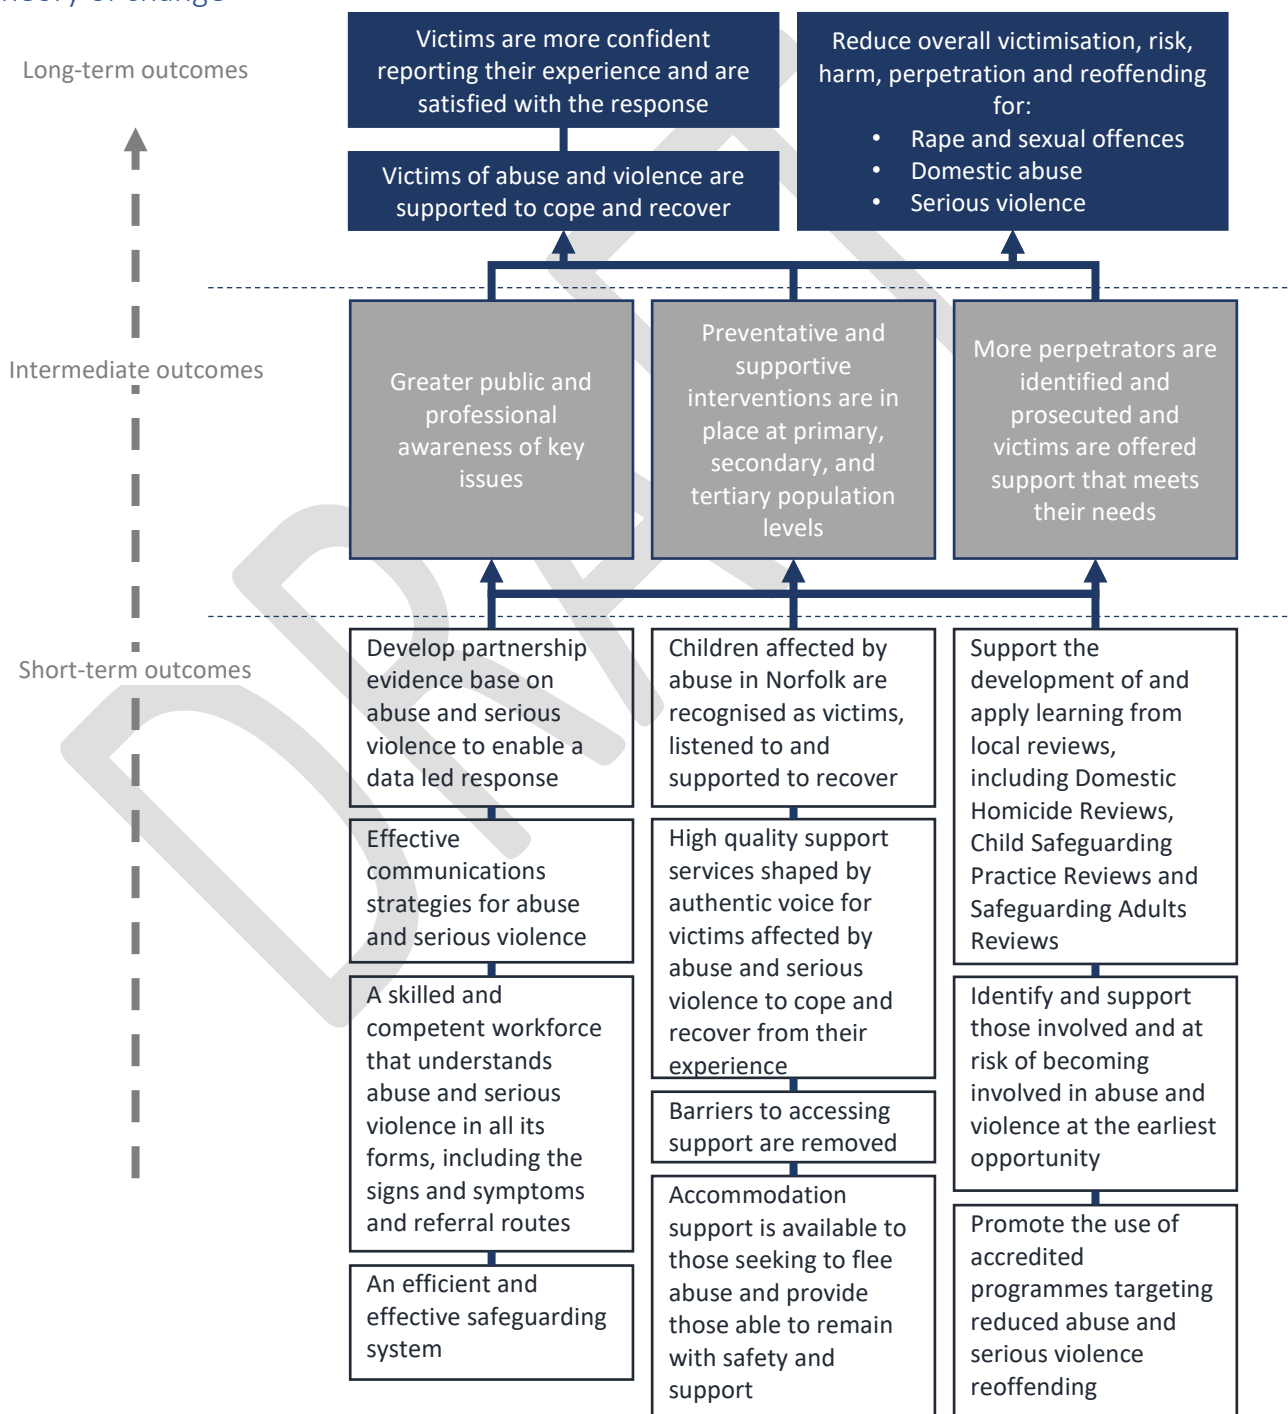 Theory of change
Long-term outcomes
Victims are more confident
reporting their experience and are
satisfied with the response
Victims of abuse and violence are
supported to cope and recover
Reduce overall victimisation, risk,
harm, perpetration and reoffending
for:
• Rape and sexual offences
• Domestic abuse
• Serious violence
Intermediate outcomes
Greater public and
professional
awareness of key
issues
Preventative and
supportive
interventions are in
place at primary,
secondary, and
tertiary population
levels
More perpetrators are
identified and
prosecuted and
victims are offered
support that meets
their needs
Short-term outcomes
Develop partnership
evidence base on
abuse and serious
violence to enable a
data led response
Effective
communications
strategies for abuse
and serious violence
A skilled and
competent workforce
that understands
abuse and serious
violence in all its
forms, including the
signs and symptoms
and referral routes
An efficient and
effective safeguarding
system
Children affected by
abuse in Norfolk are
recognised as victims,
listened to and
supported to recover
High quality support
services shaped by
authentic voice for
victims affected by
abuse and serious
violence to cope and
recover from their
experience
Barriers to accessing
support are removed
Accommodation
support is available to
those seeking to flee
abuse and provide
those able to remain
with safety and
support
Support the
development of and
apply learning from
local reviews,
including Domestic
Homicide Reviews,
Child Safeguarding
Practice Reviews and
Safeguarding Adults
Reviews
Identify and support
those involved and at
risk of becoming
involved in abuse and
violence at the earliest
opportunity
Promote the use of
accredited
programmes targeting
reduced abuse and
serious violence
reoffending
DRAFT